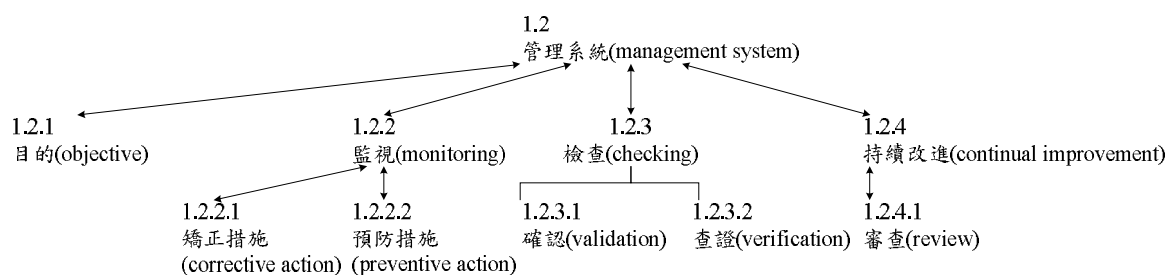 1.2
管理系統(management system)
1.2.1
目的(objective)
1.2.2
監視(monitoring)
1.2.3
檢查(checking)
1.2.4
持續改進(continual improvement)
1.2.2.1
矯正措施
(corrective action)
1.2.2.2
預防措施
(preventive action)
1.2.3.1
確認(validation)
1.2.3.2
查證(verification)
1.2.4.1
審查(review)